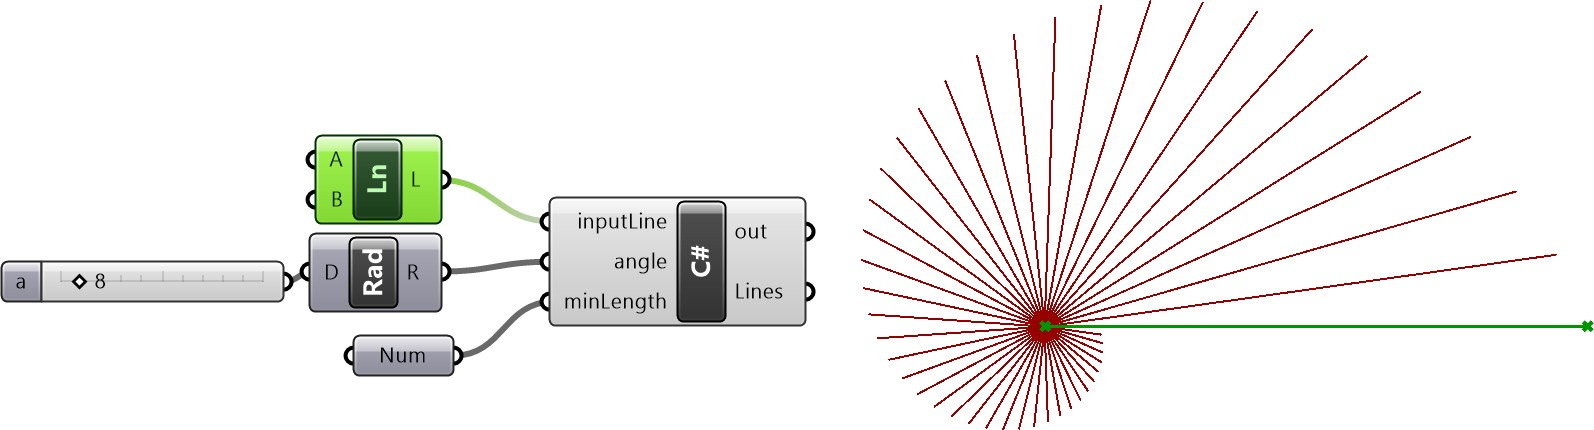 A
B
Ln
L
a
8
D
Rad
R
Num
inputLine
angle
minLength
C#
out
Lines